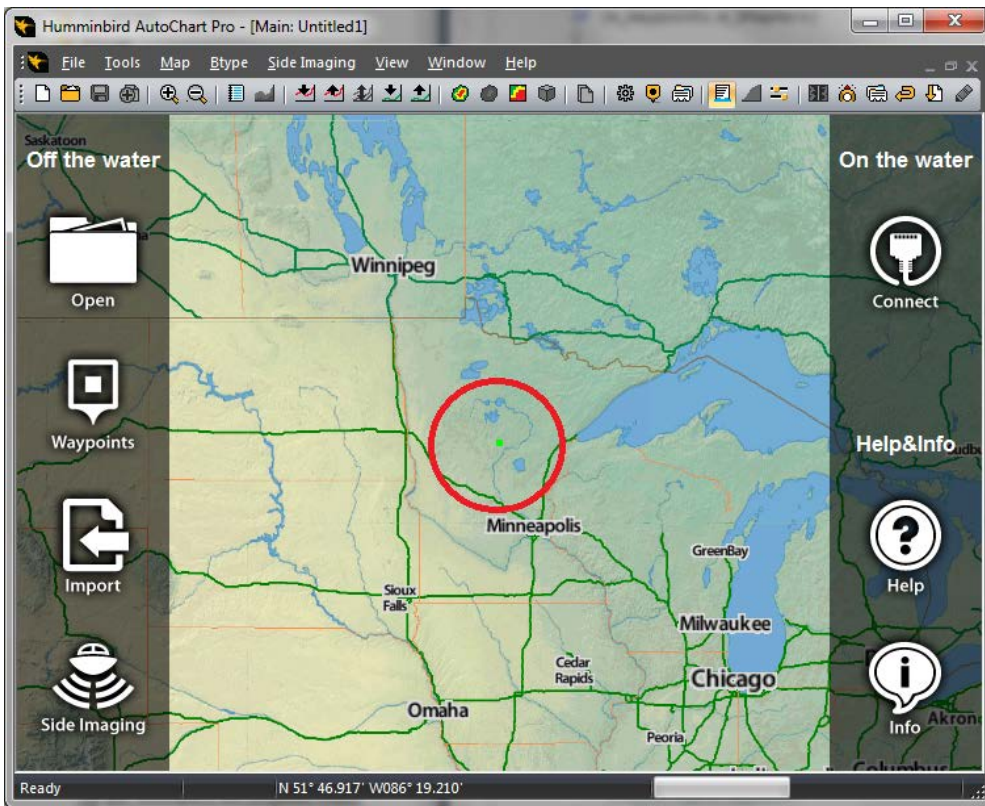 Humminbird AutoChart Pro - [Main: Untitled1]
File Tools Map Btype Side Imaging View Window Help
Saskatoon
Off the water
On the water
Winnipeg
Open
Connect
Waypoints
Help&Info
Minneapolis
GreenBay
Import
Help
Sioux
Falls
Milwaukee
Cedar
Rapids
Chicago
Side Imaging
Omaha
Info
Akron
Peoria
Columbus
Ready
N 51° 46.917' W086° 19.210'